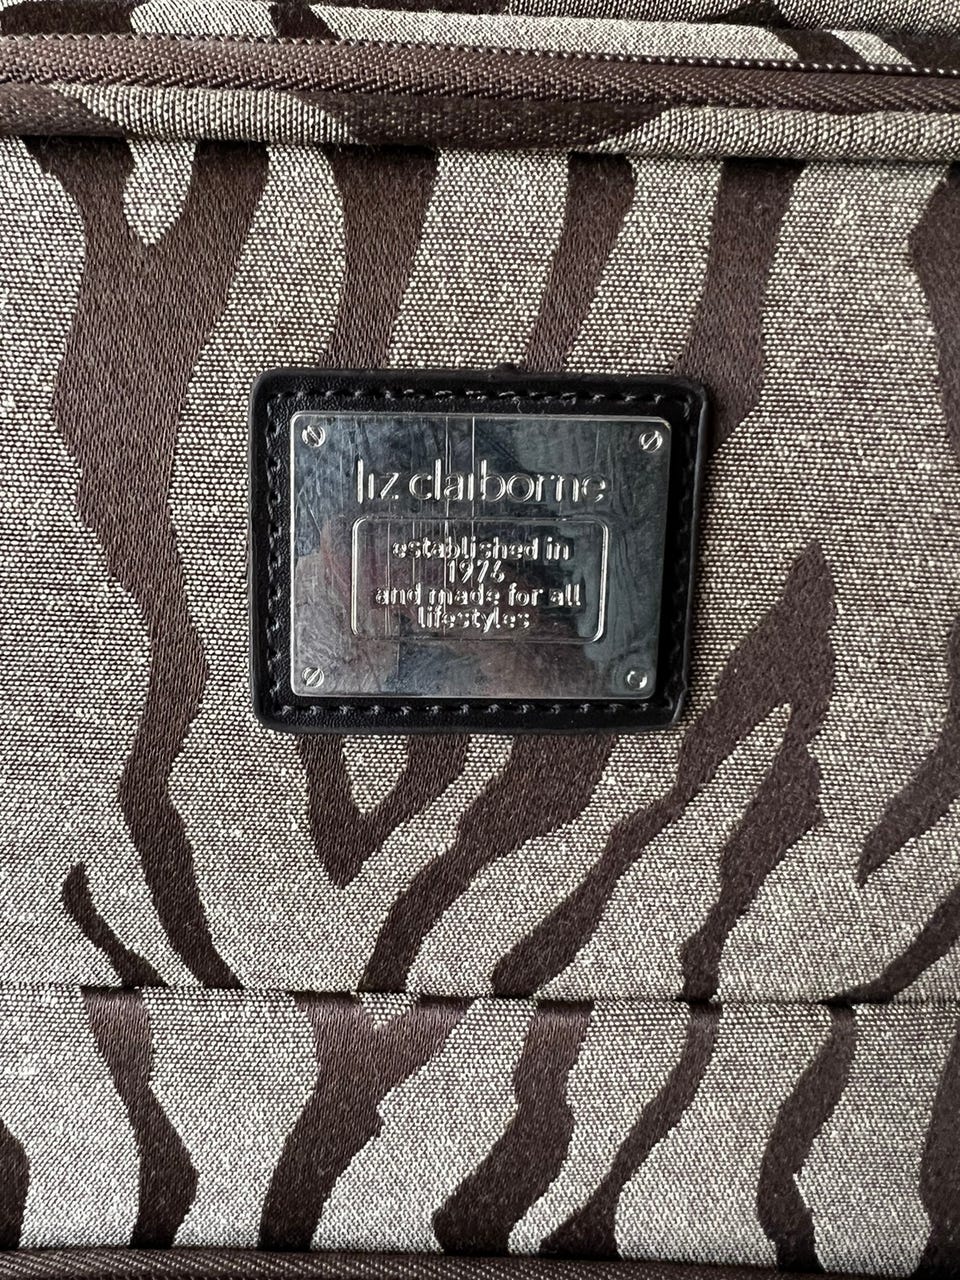 liz claiborne
established in
1976
and made for all
lifestyles